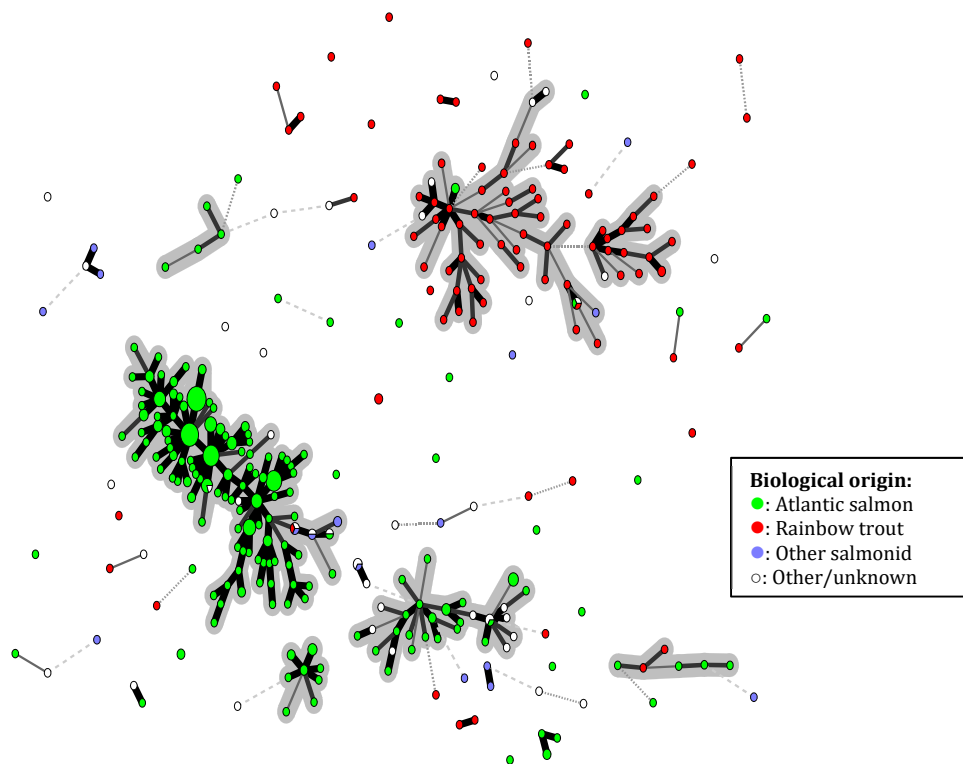 Biological origin:
: Atlantic salmon
: Rainbow trout
: Other salmonid
: Other/unknown